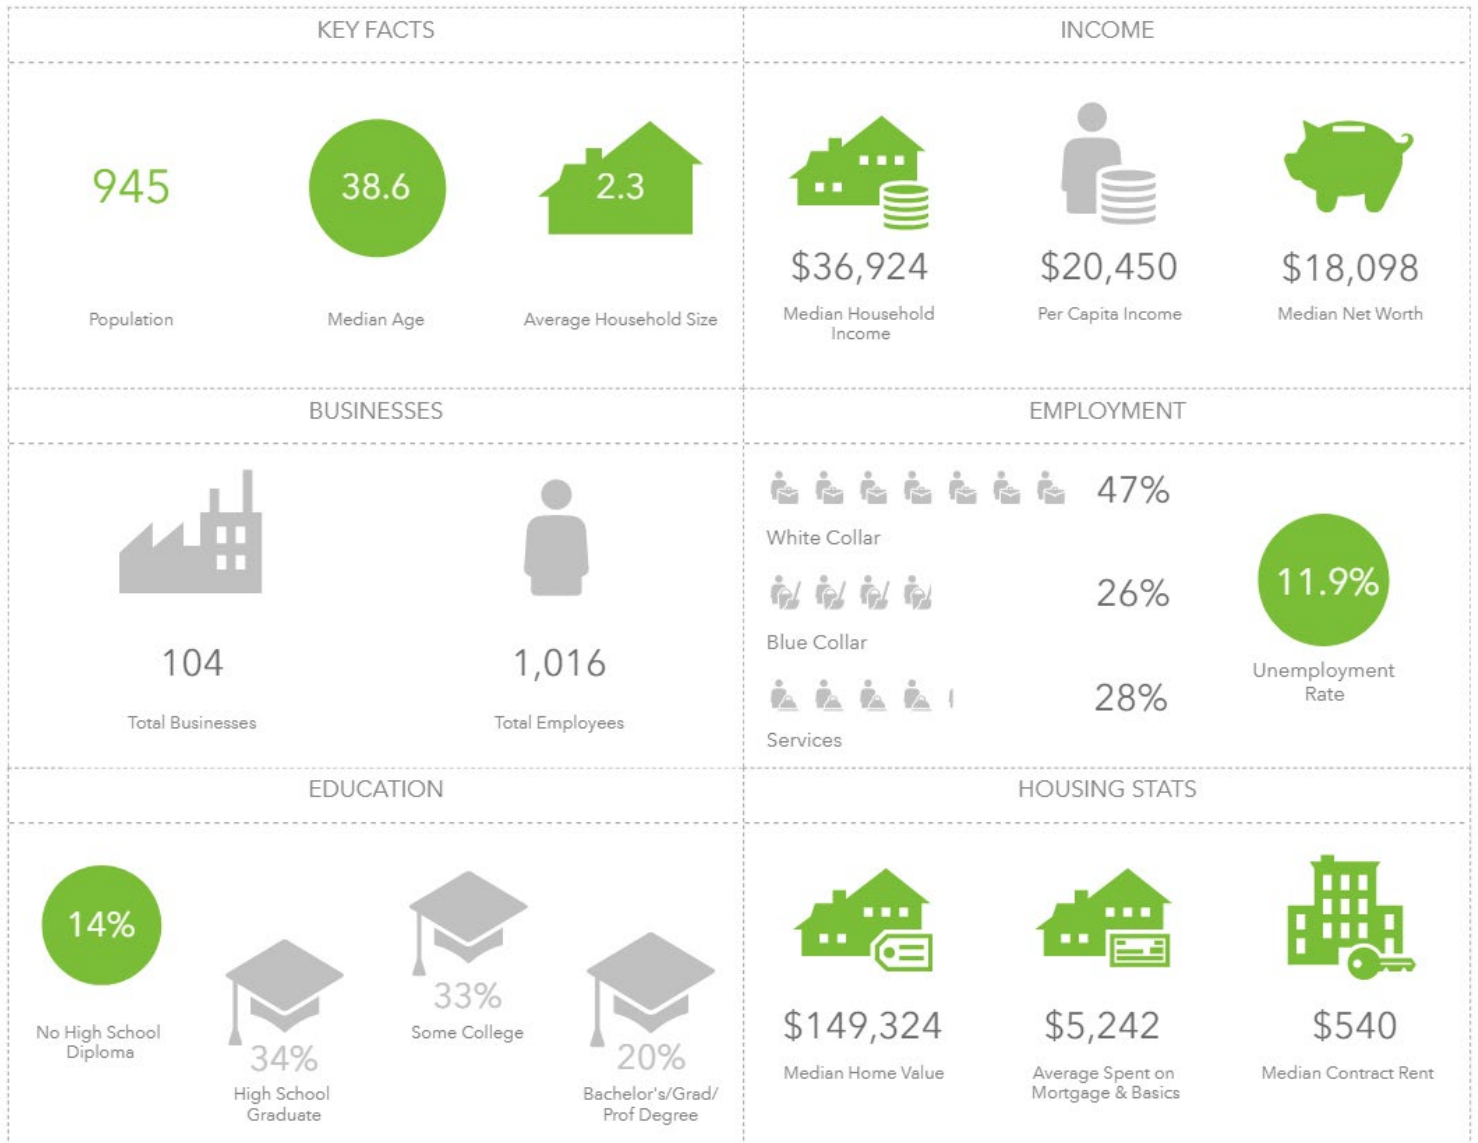 KEY FACTS
945
Population
38.6
Median Age
2.3
Average Household Size
INCOME
$36,924
Median Household
Income
$20,450
Per Capita Income
$18,098
Median Net Worth
BUSINESSES
104
Total Businesses
1,016
Total Employees
EMPLOYMENT
47%
White Collar
26%
Blue Collar
28%
Services
11.9%
Unemployment
Rate
EDUCATION
14%
No High School
Diploma
34%
High School
Graduate
33%
Some College
20%
Bachelor's/Grad/
Prof Degree
HOUSING STATS
$149,324
Median Home Value
$5,242
Average Spent on
Mortgage & Basics
$540
Median Contract Rent